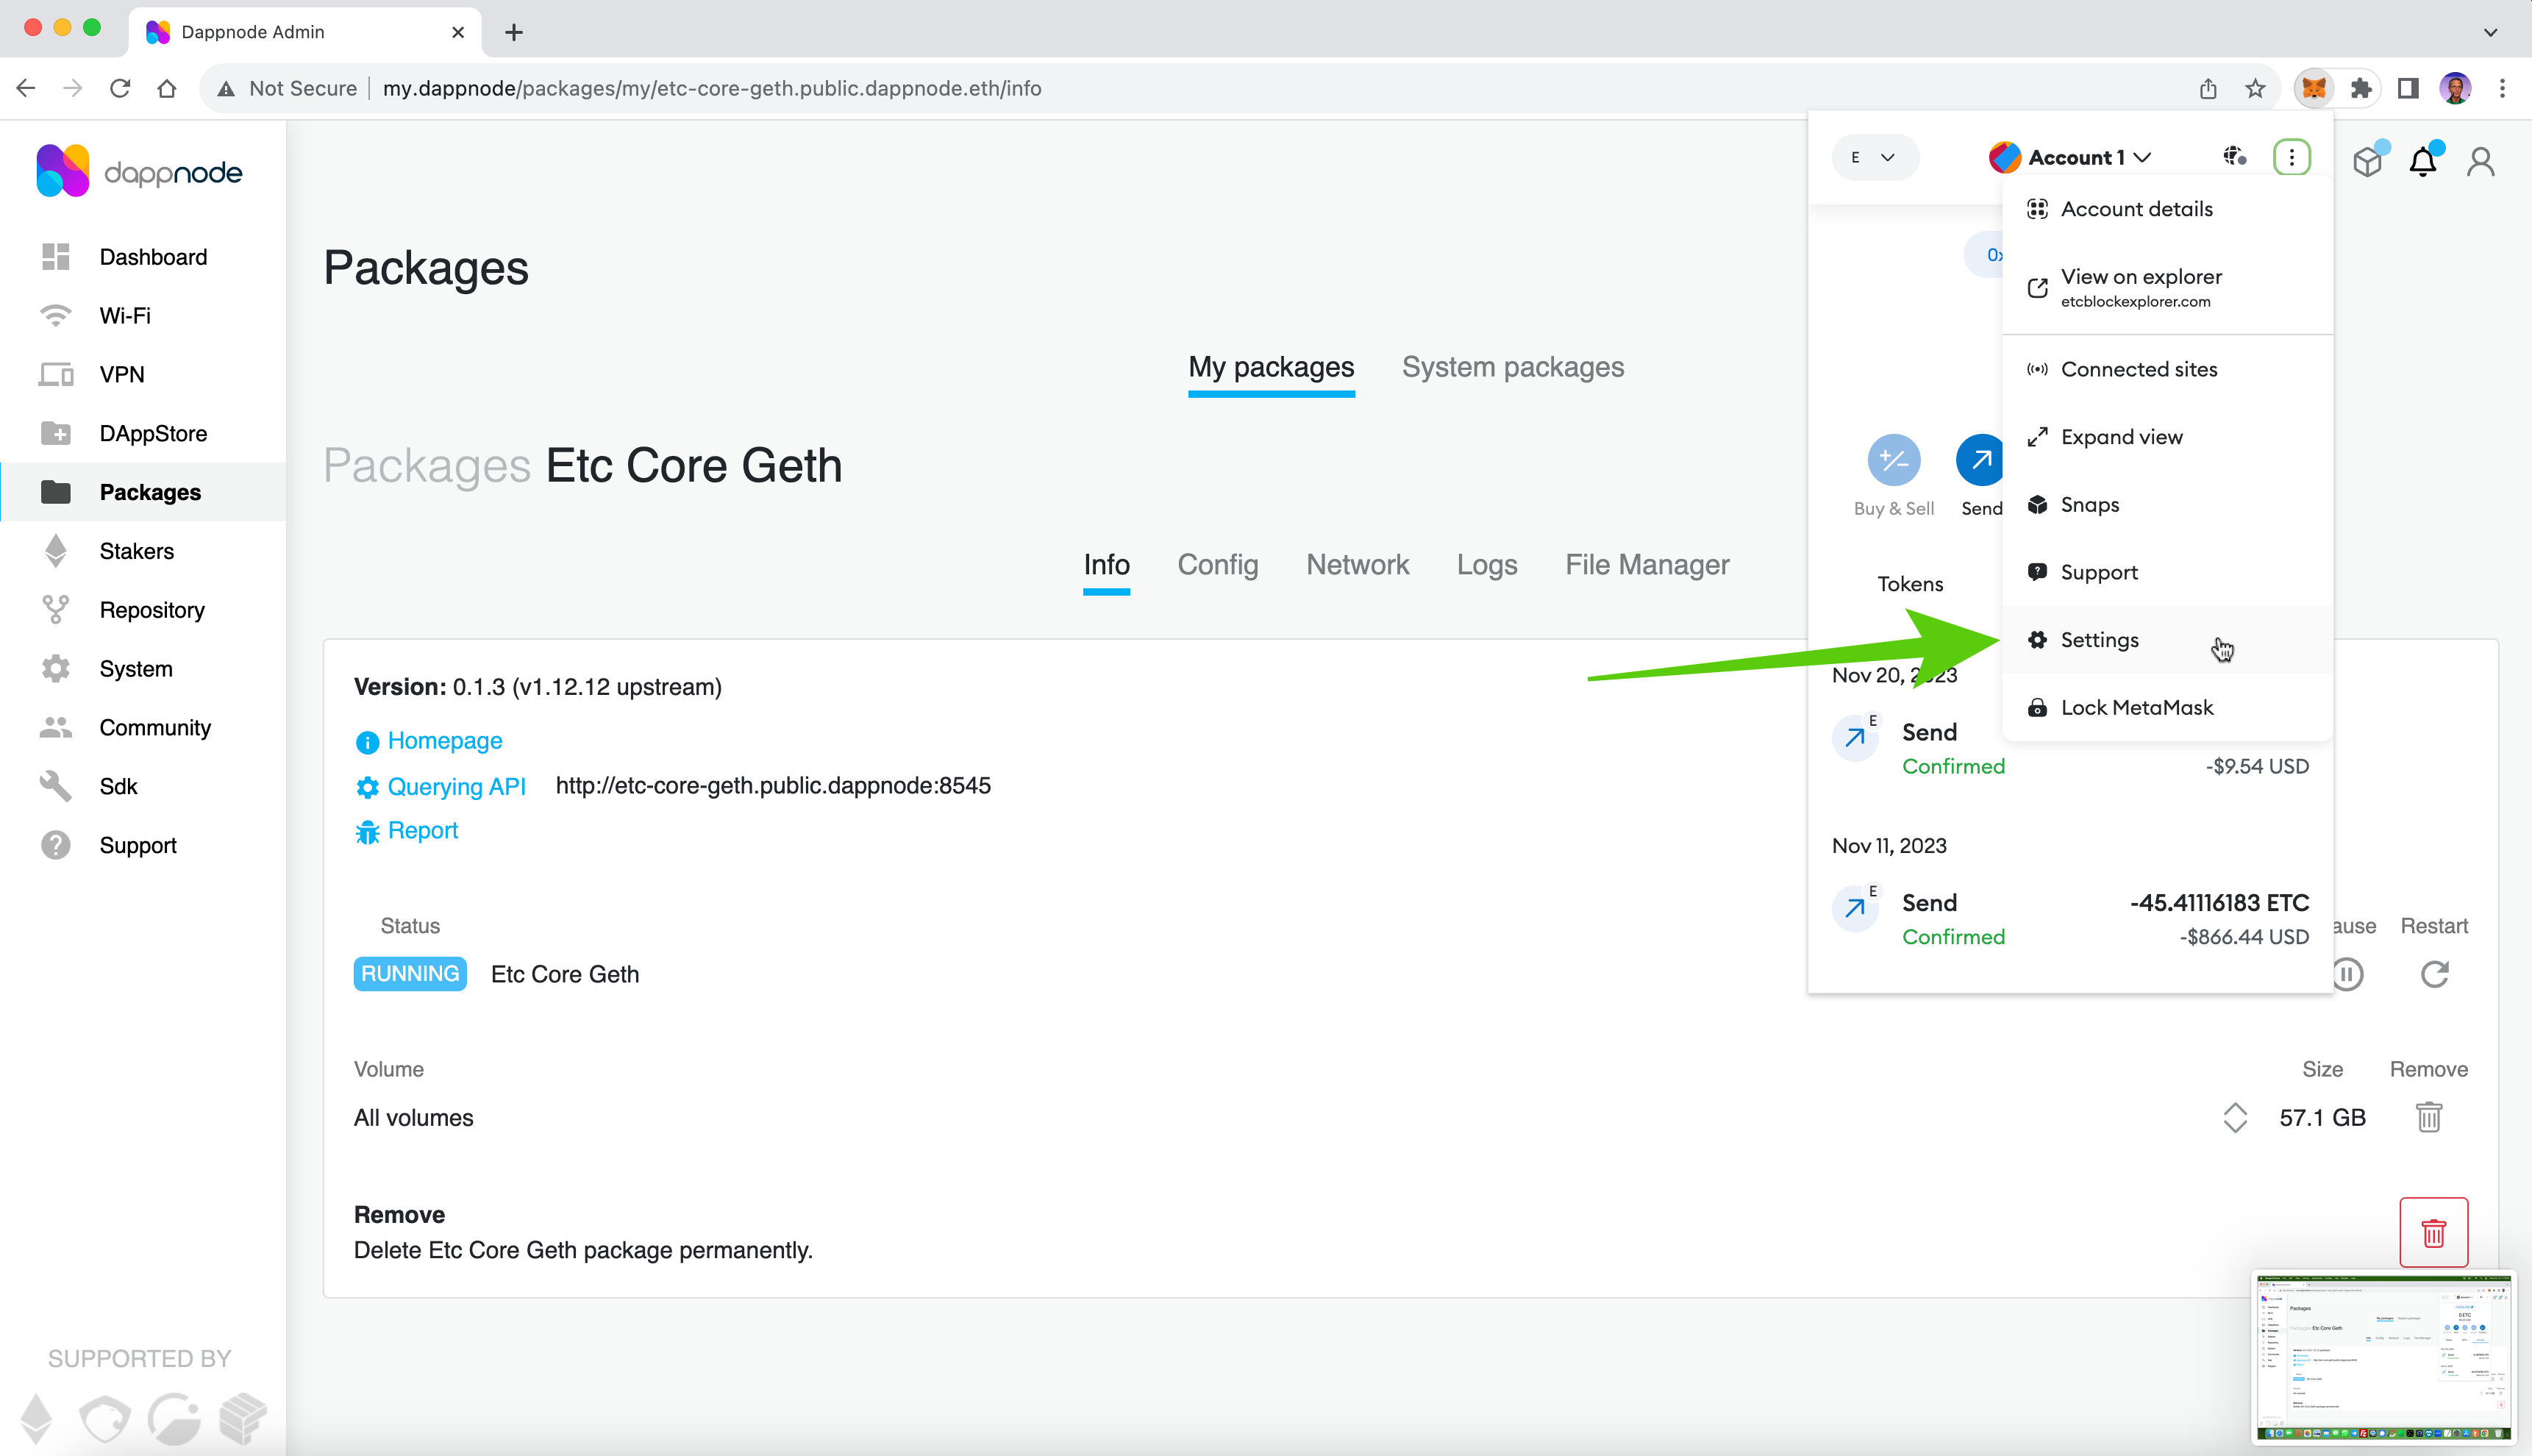 Dappnode Admin
Not Secure
my.dappnode/packages/my/etc-core-geth.public.dappnode.eth/info
dappnode
Dashboard
Wi-Fi
VPN
DAppStore
Packages
Stakers
Repository
System
Community
Sdk
Support
SUPPORTED BY
Packages
My packages
System packages
Packages Etc Core Geth
Info
Config
Network
Logs
File Manager
Version: 0.1.3 (v1.12.12 upstream)
Homepage
Querying API
http://etc-core-geth.public.dappnode:8545
Report
Status
RUNNING
Etc Core Geth
ause
Restart
Volume
Size
Remove
All volumes
57.1 GB
Remove
Delete Etc Core Geth package permanently.
E
Account 1
0x
Buy & Sell
Send
Tokens
Account details
View on explorer
etcblockexplorer.com
Connected sites
Expand view
Snaps
Support
Settings
Lock MetaMask
Nov 20, 2023
E
Send
Confirmed
-$9.54 USD
Nov 11, 2023
E
Send
-45.41116183 ETC
Confirmed
-$866.44 USD
Packages
Etc Core Geth